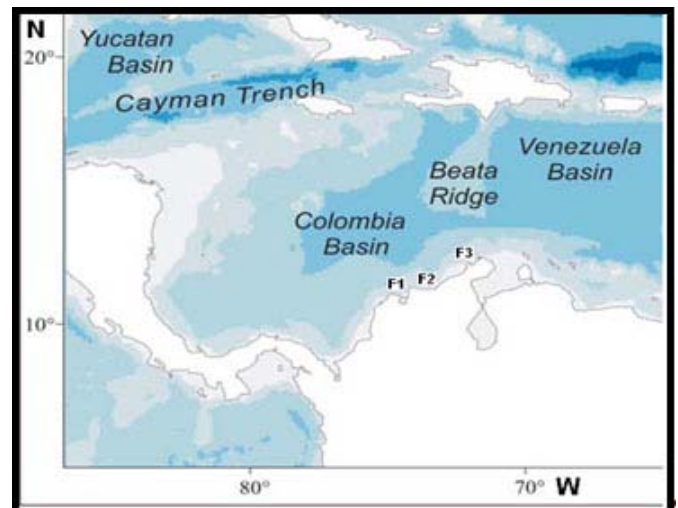 N
Yucatan
Basin
20°
Cayman Trench
Venezuela
Basin
Beata
Ridge
Colombia
Basin
F3
F2
F1
10°
80°
70° W